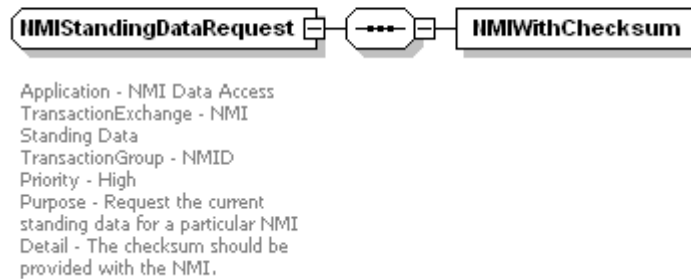 NMIStandingDataRequest
NMIWithChecksum
Application - NMI Data Access
TransactionExchange - NMI
Standing Data
TransactionGroup - NMID
Priority - High
Purpose - Request the current
standing data for a particular NMI
Detail - The checksum should be
provided with the NMI.